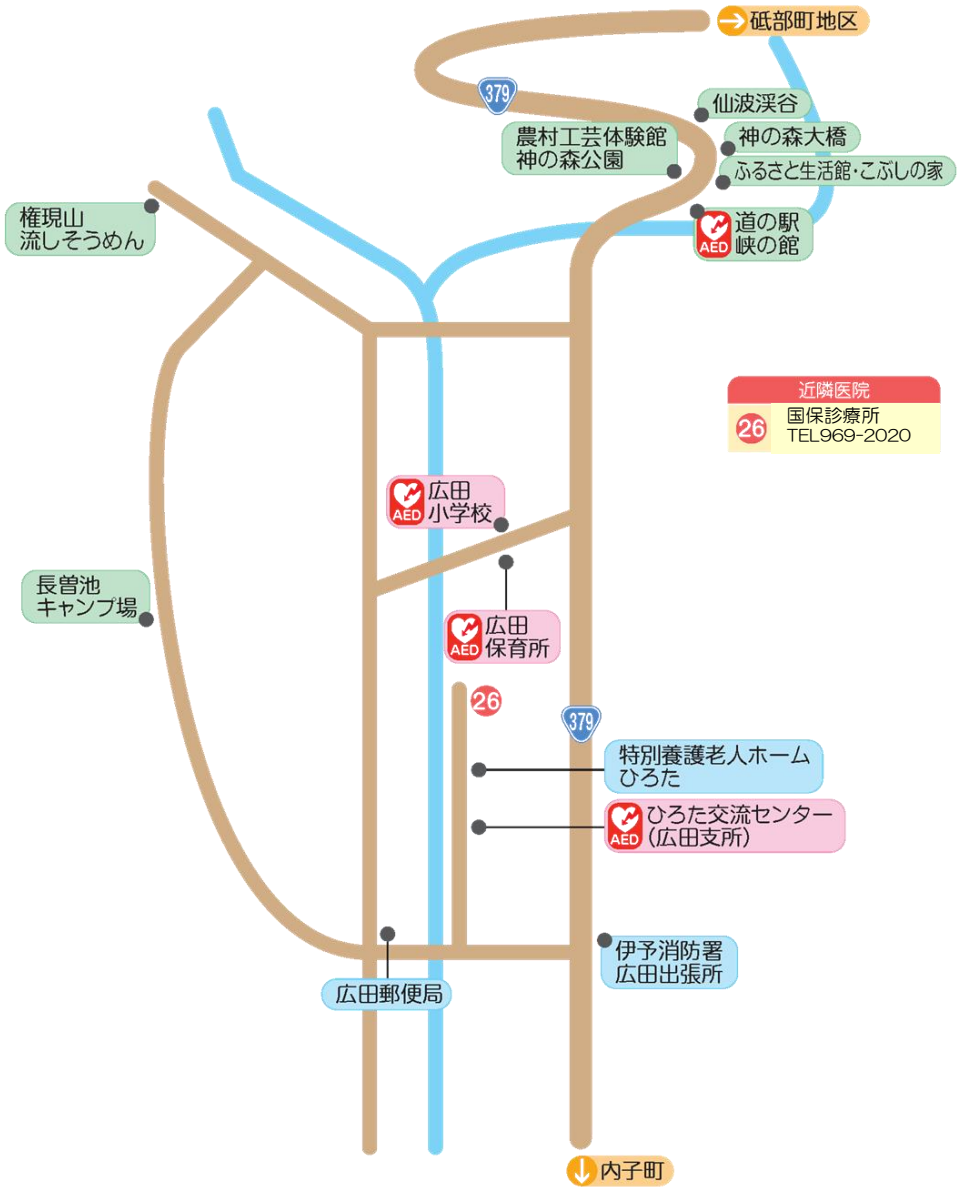 砥部町地区
379
仙波渓谷
農村工芸体験館
神の森公園
神の森大橋
ふるさと生活館・こぶしの家
権現山
流しそうめん
AED
道の駅
峡の館
近隣医院
26
国保診療所
TEL969-2020
AED
広田
小学校
長曽池
キャンプ場
AED
広田
保育所
26
379
特別養護老人ホーム
ひろた
AED
ひろた交流センター
(広田支所)
伊予消防署
広田出張所
広田郵便局
内子町